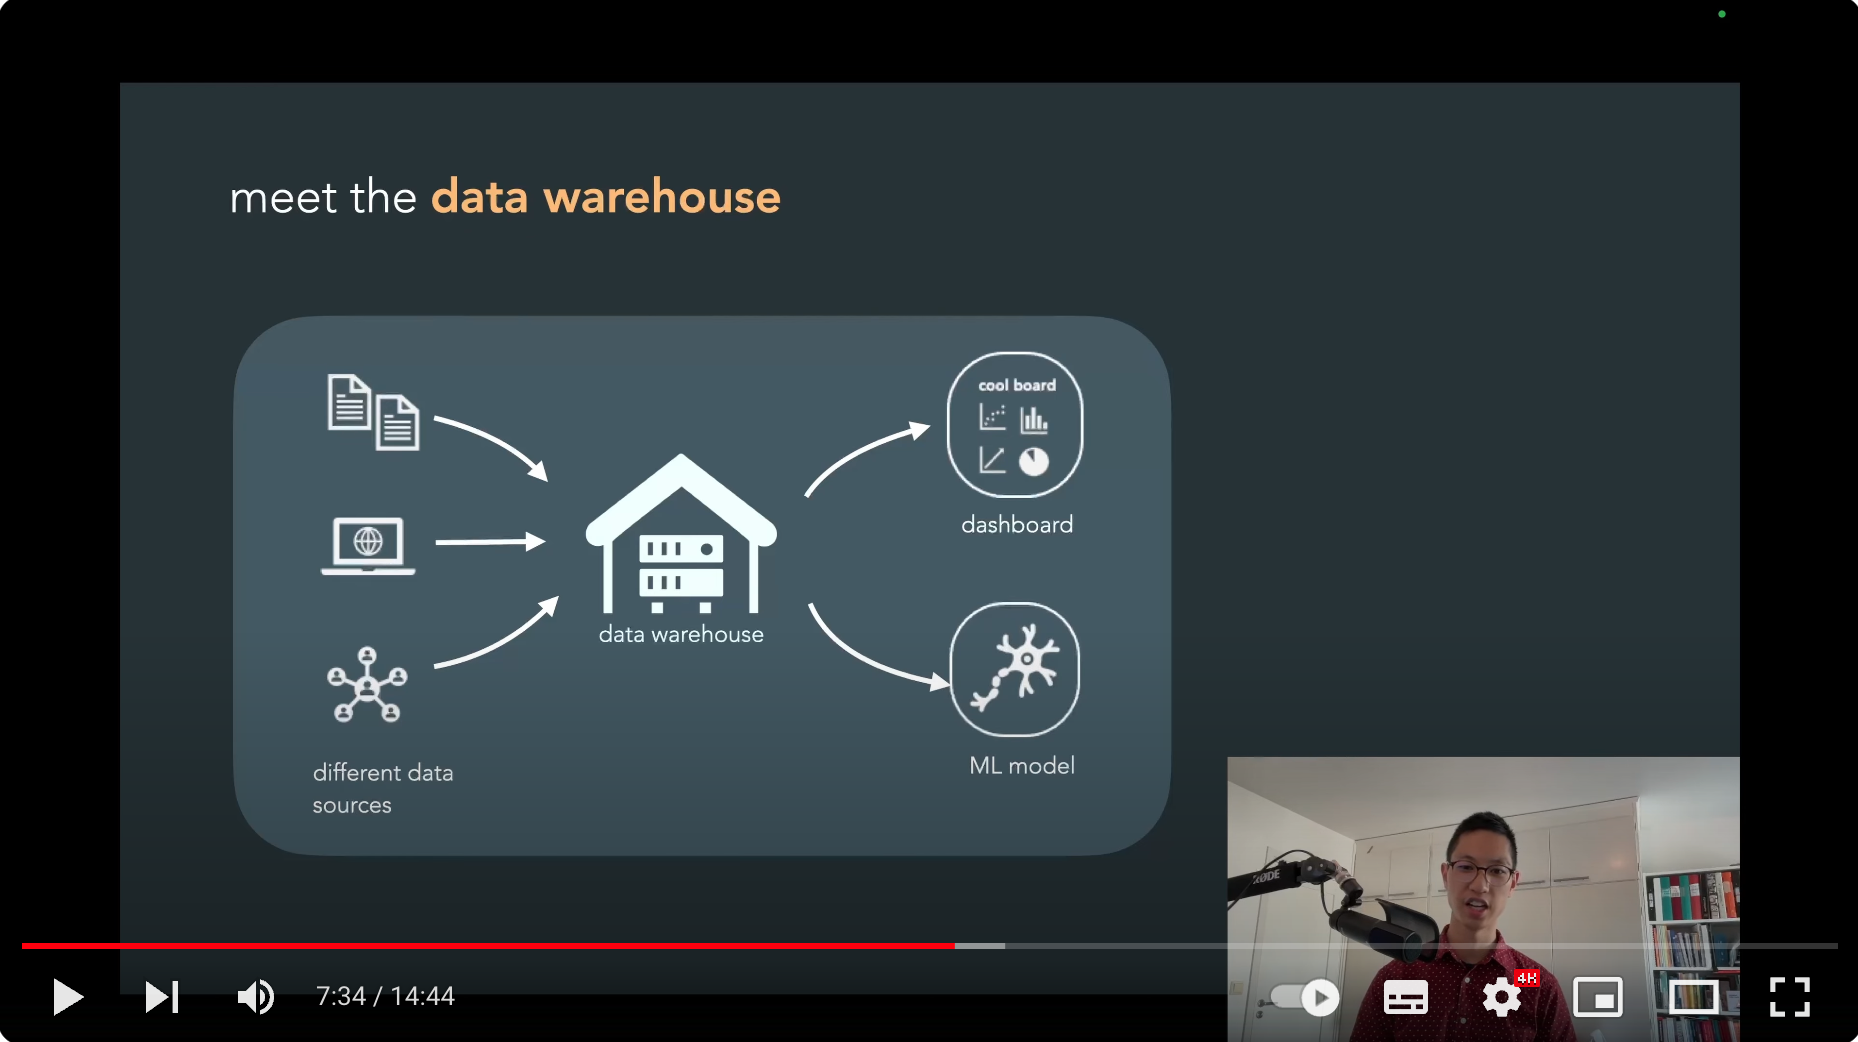 meet the data warehouse
cool board
dashboard
data warehouse
ML model
different data
sources
RØDE
7:34 / 14:44
4K